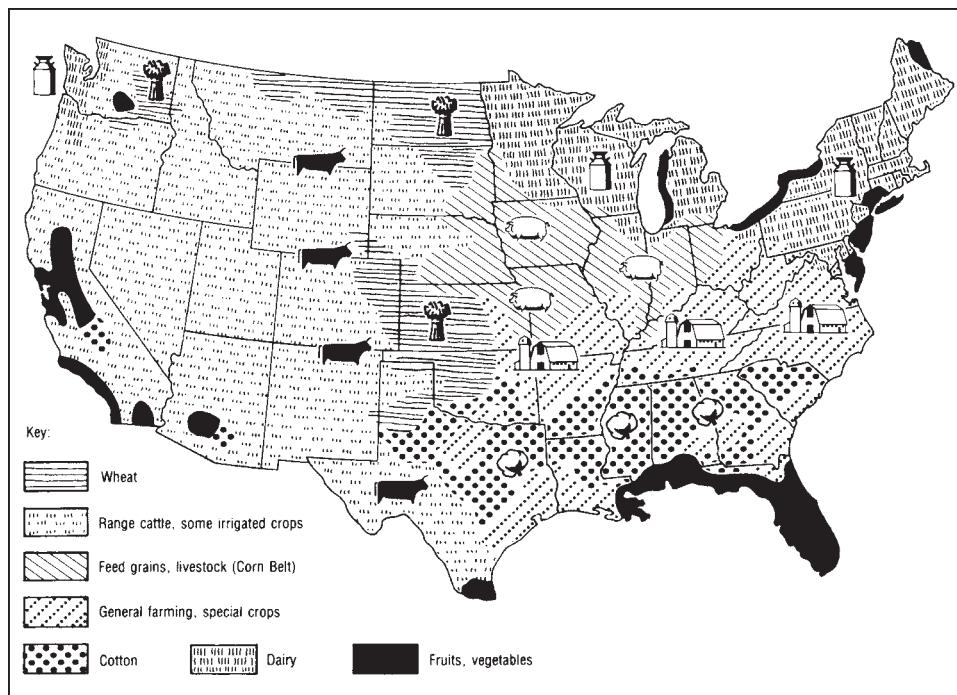 Key:
Wheat
Range cattle, some irrigated crops
Feed grains, livestock (Corn Belt)
General farming, special crops
Cotton
Dairy
Fruits, vegetables